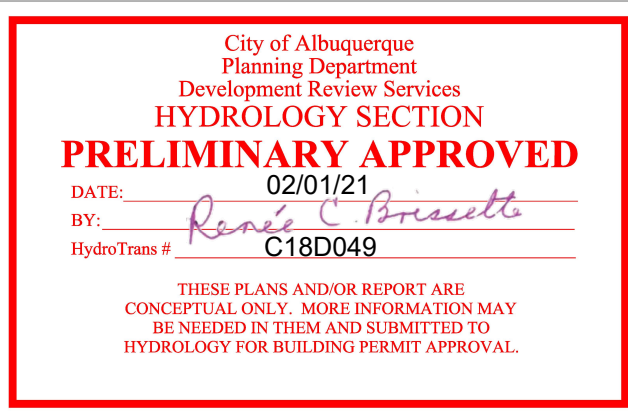 City of Albuquerque
Planning Department
Development Review Services
HYDROLOGY SECTION
PRELIMINARY APPROVED
DATE: 02/01/21
BY: Renée C. Brissette
HydroTrans # C18D049
THESE PLANS AND/OR REPORT ARE
CONCEPTUAL ONLY. MORE INFORMATION MAY
BE NEEDED IN THEM AND SUBMITTED TO
HYDROLOGY FOR BUILDING PERMIT APPROVAL.